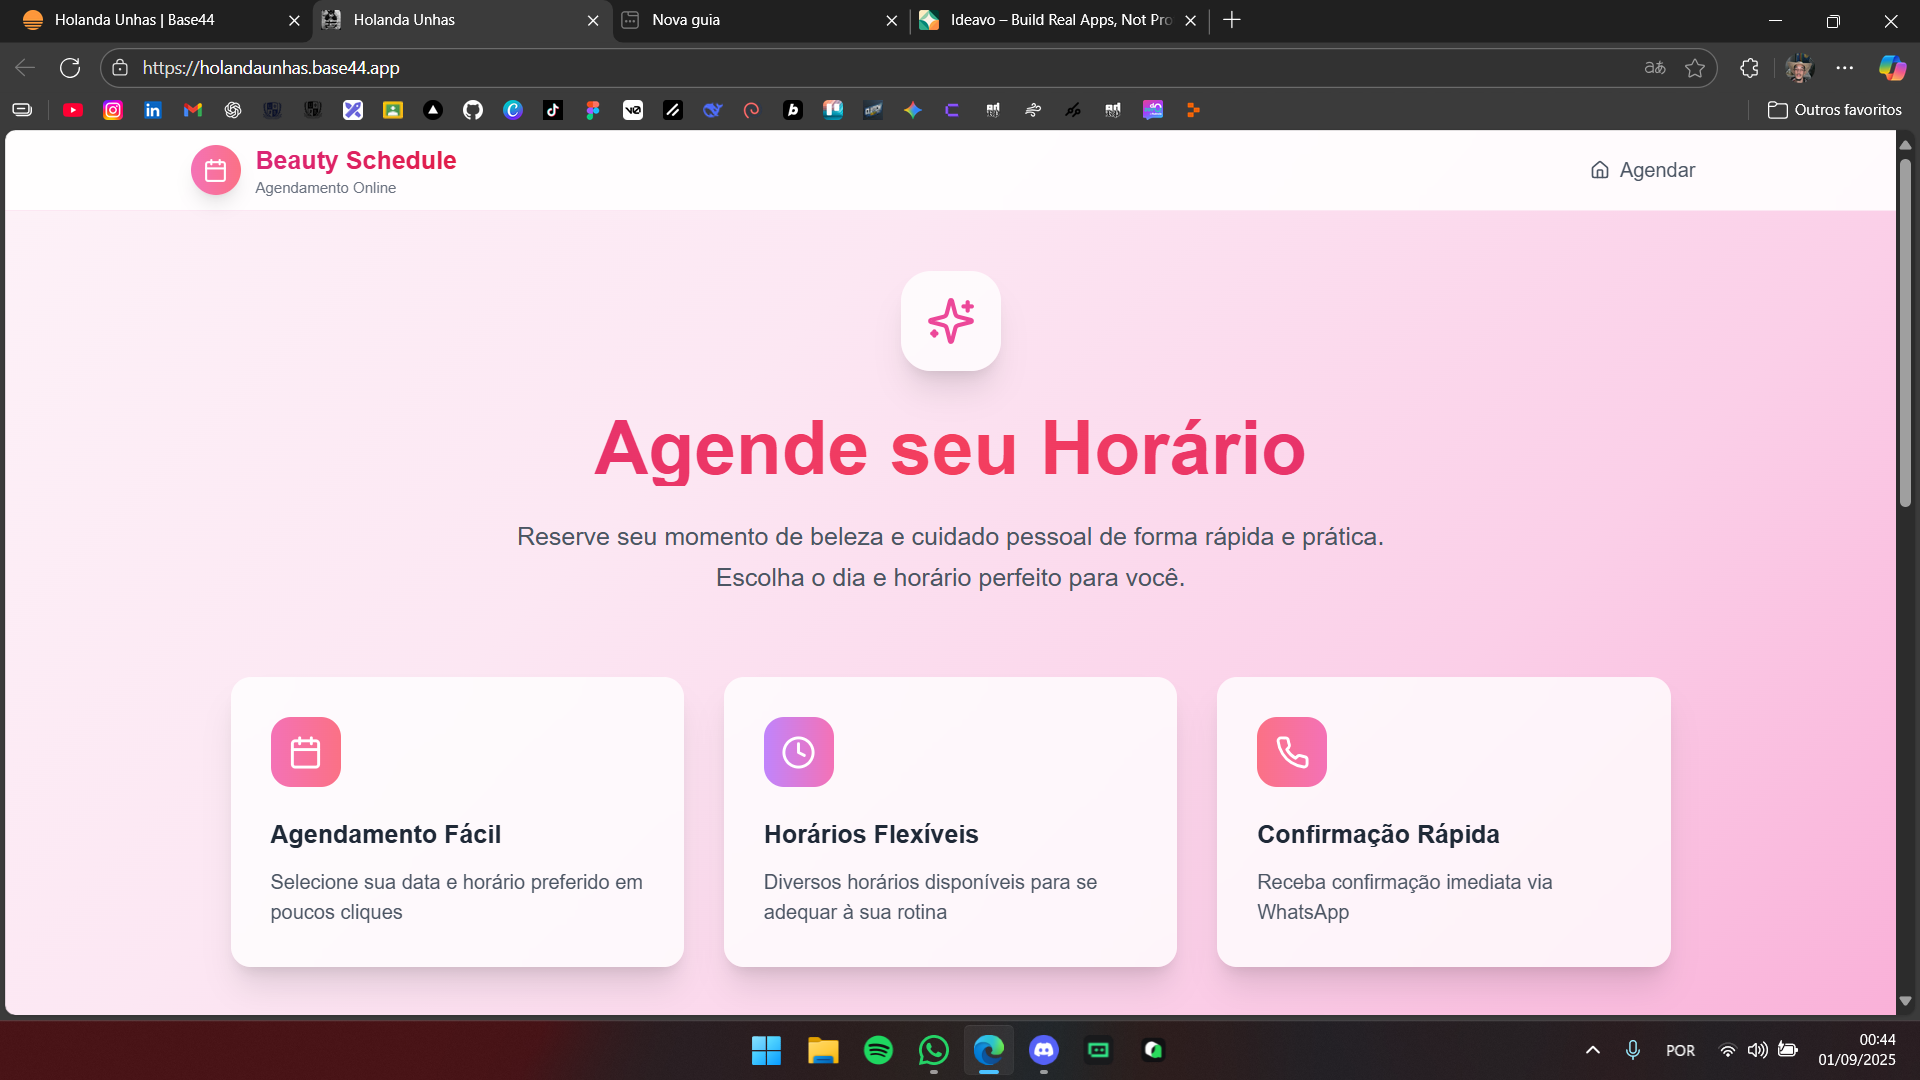 Holanda Unhas | Base44
Holanda Unhas
Nova guia
Ideavo – Build Real Apps, Not Pro
https://holandaunhas.base44.app
Outros favoritos
Beauty Schedule
Agendamento Online
Agendar
Agende seu Horário
Reserve seu momento de beleza e cuidado pessoal de forma rápida e prática.
Escolha o dia e horário perfeito para você.
Agendamento Fácil
Selecione sua data e horário preferido em
poucos cliques
Horários Flexíveis
Diversos horários disponíveis para se
adequar à sua rotina
Confirmação Rápida
Receba confirmação imediata via
WhatsApp
POR
00:44
01/09/2025